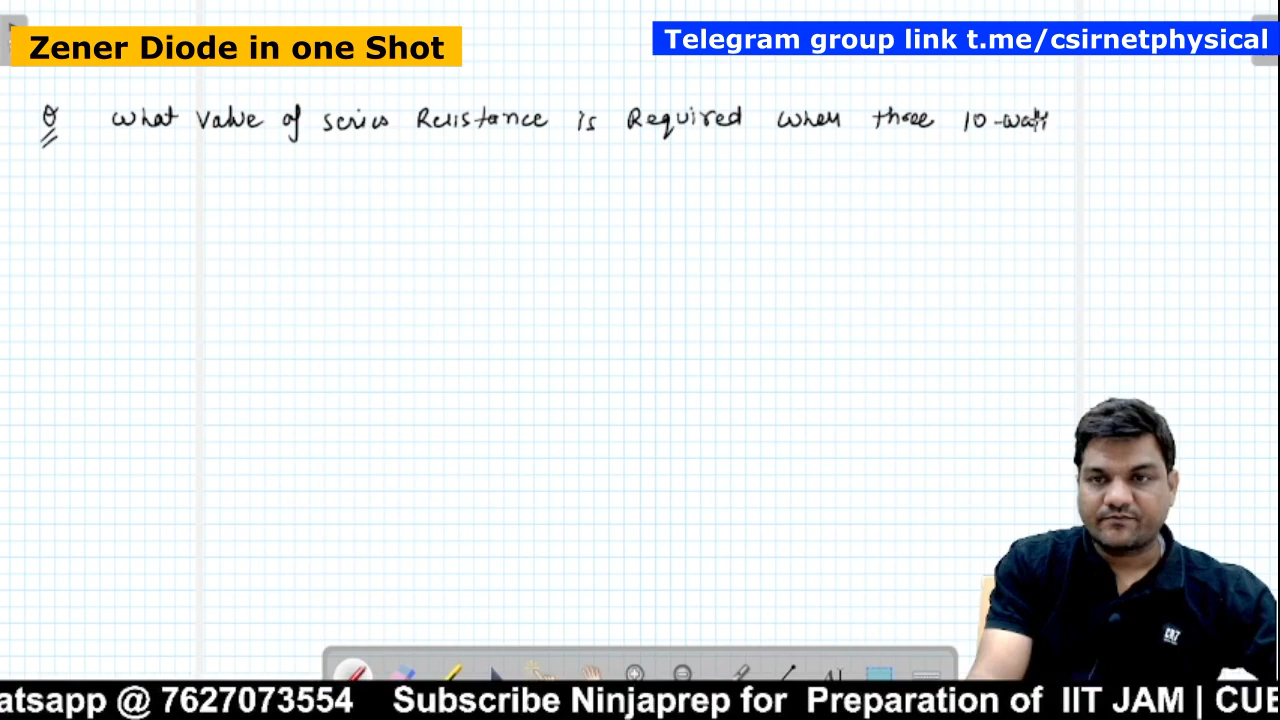 Zener Diode in one Shot
Telegram group link t.me/csirnetphysical
Q What value of series Resistance is Required when three 10-watt
CR7
atsapp @ 7627073554 Subscribe Ninjaprep for Preparation of IIT JAM | CUE